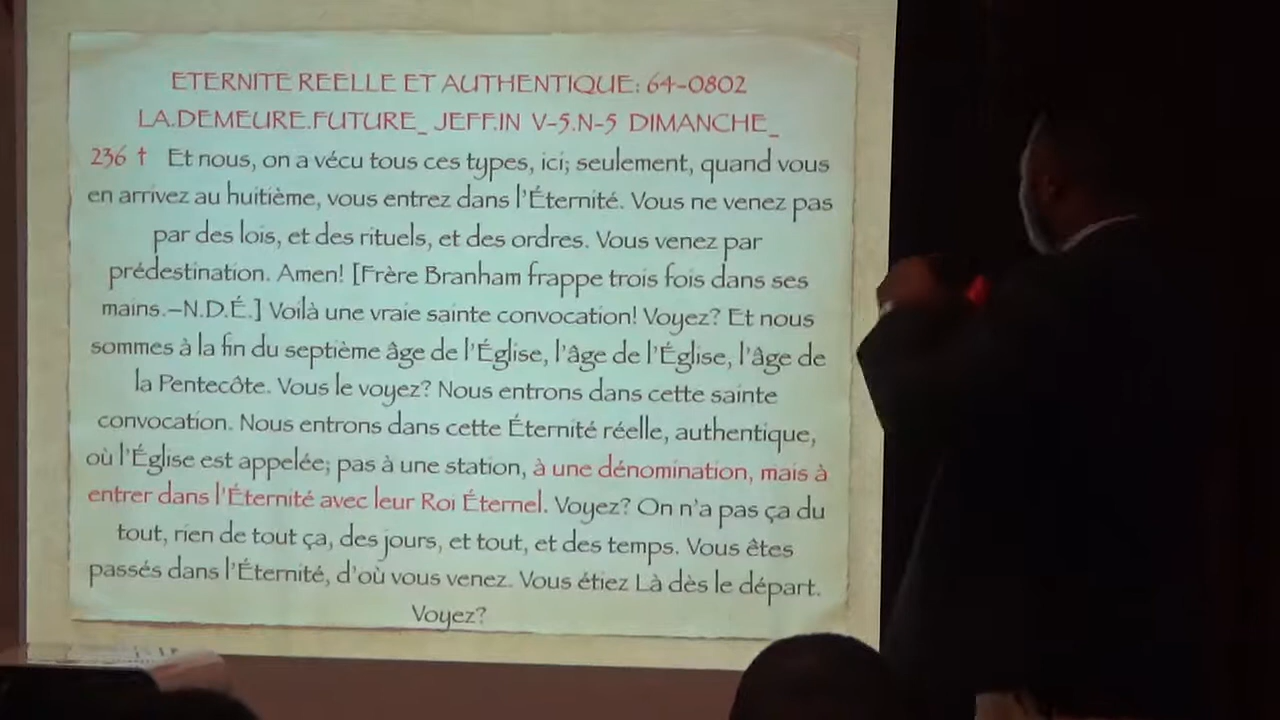 ETERNITE REELLE ET AUTHENTIQUE: 64-0802
LA.DEMEURE.FUTURE_ JEFF.IN V-5.N-5 DIMANCHE_
236 † Et nous, on a vécu tous ces types, ici; seulement, quand vous
en arrivez au huitième, vous entrez dans l'Éternité. Vous ne venez pas
par des lois, et des rituels, et des ordres. Vous venez par
prédestination. Amen! [Frère Branham frappe trois fois dans ses
mains.–N.D.É.] Voilà une vraie sainte convocation! Voyez? Et nous
sommes à la fin du septième âge de l'Église, l'âge de l'Église, l'âge de
la Pentecôte. Vous le voyez? Nous entrons dans cette sainte
convocation. Nous entrons dans cette Éternité réelle, authentique,
où l'Église est appelée; pas à une station, à une dénomination, mais à
entrer dans l'Éternité avec leur Roi Éternel. Voyez? On n'a pas ça du
tout, rien de tout ça, des jours, et tout, et des temps. Vous êtes
passés dans l'Éternité, d'où vous venez. Vous étiez Là dès le départ.
Voyez?